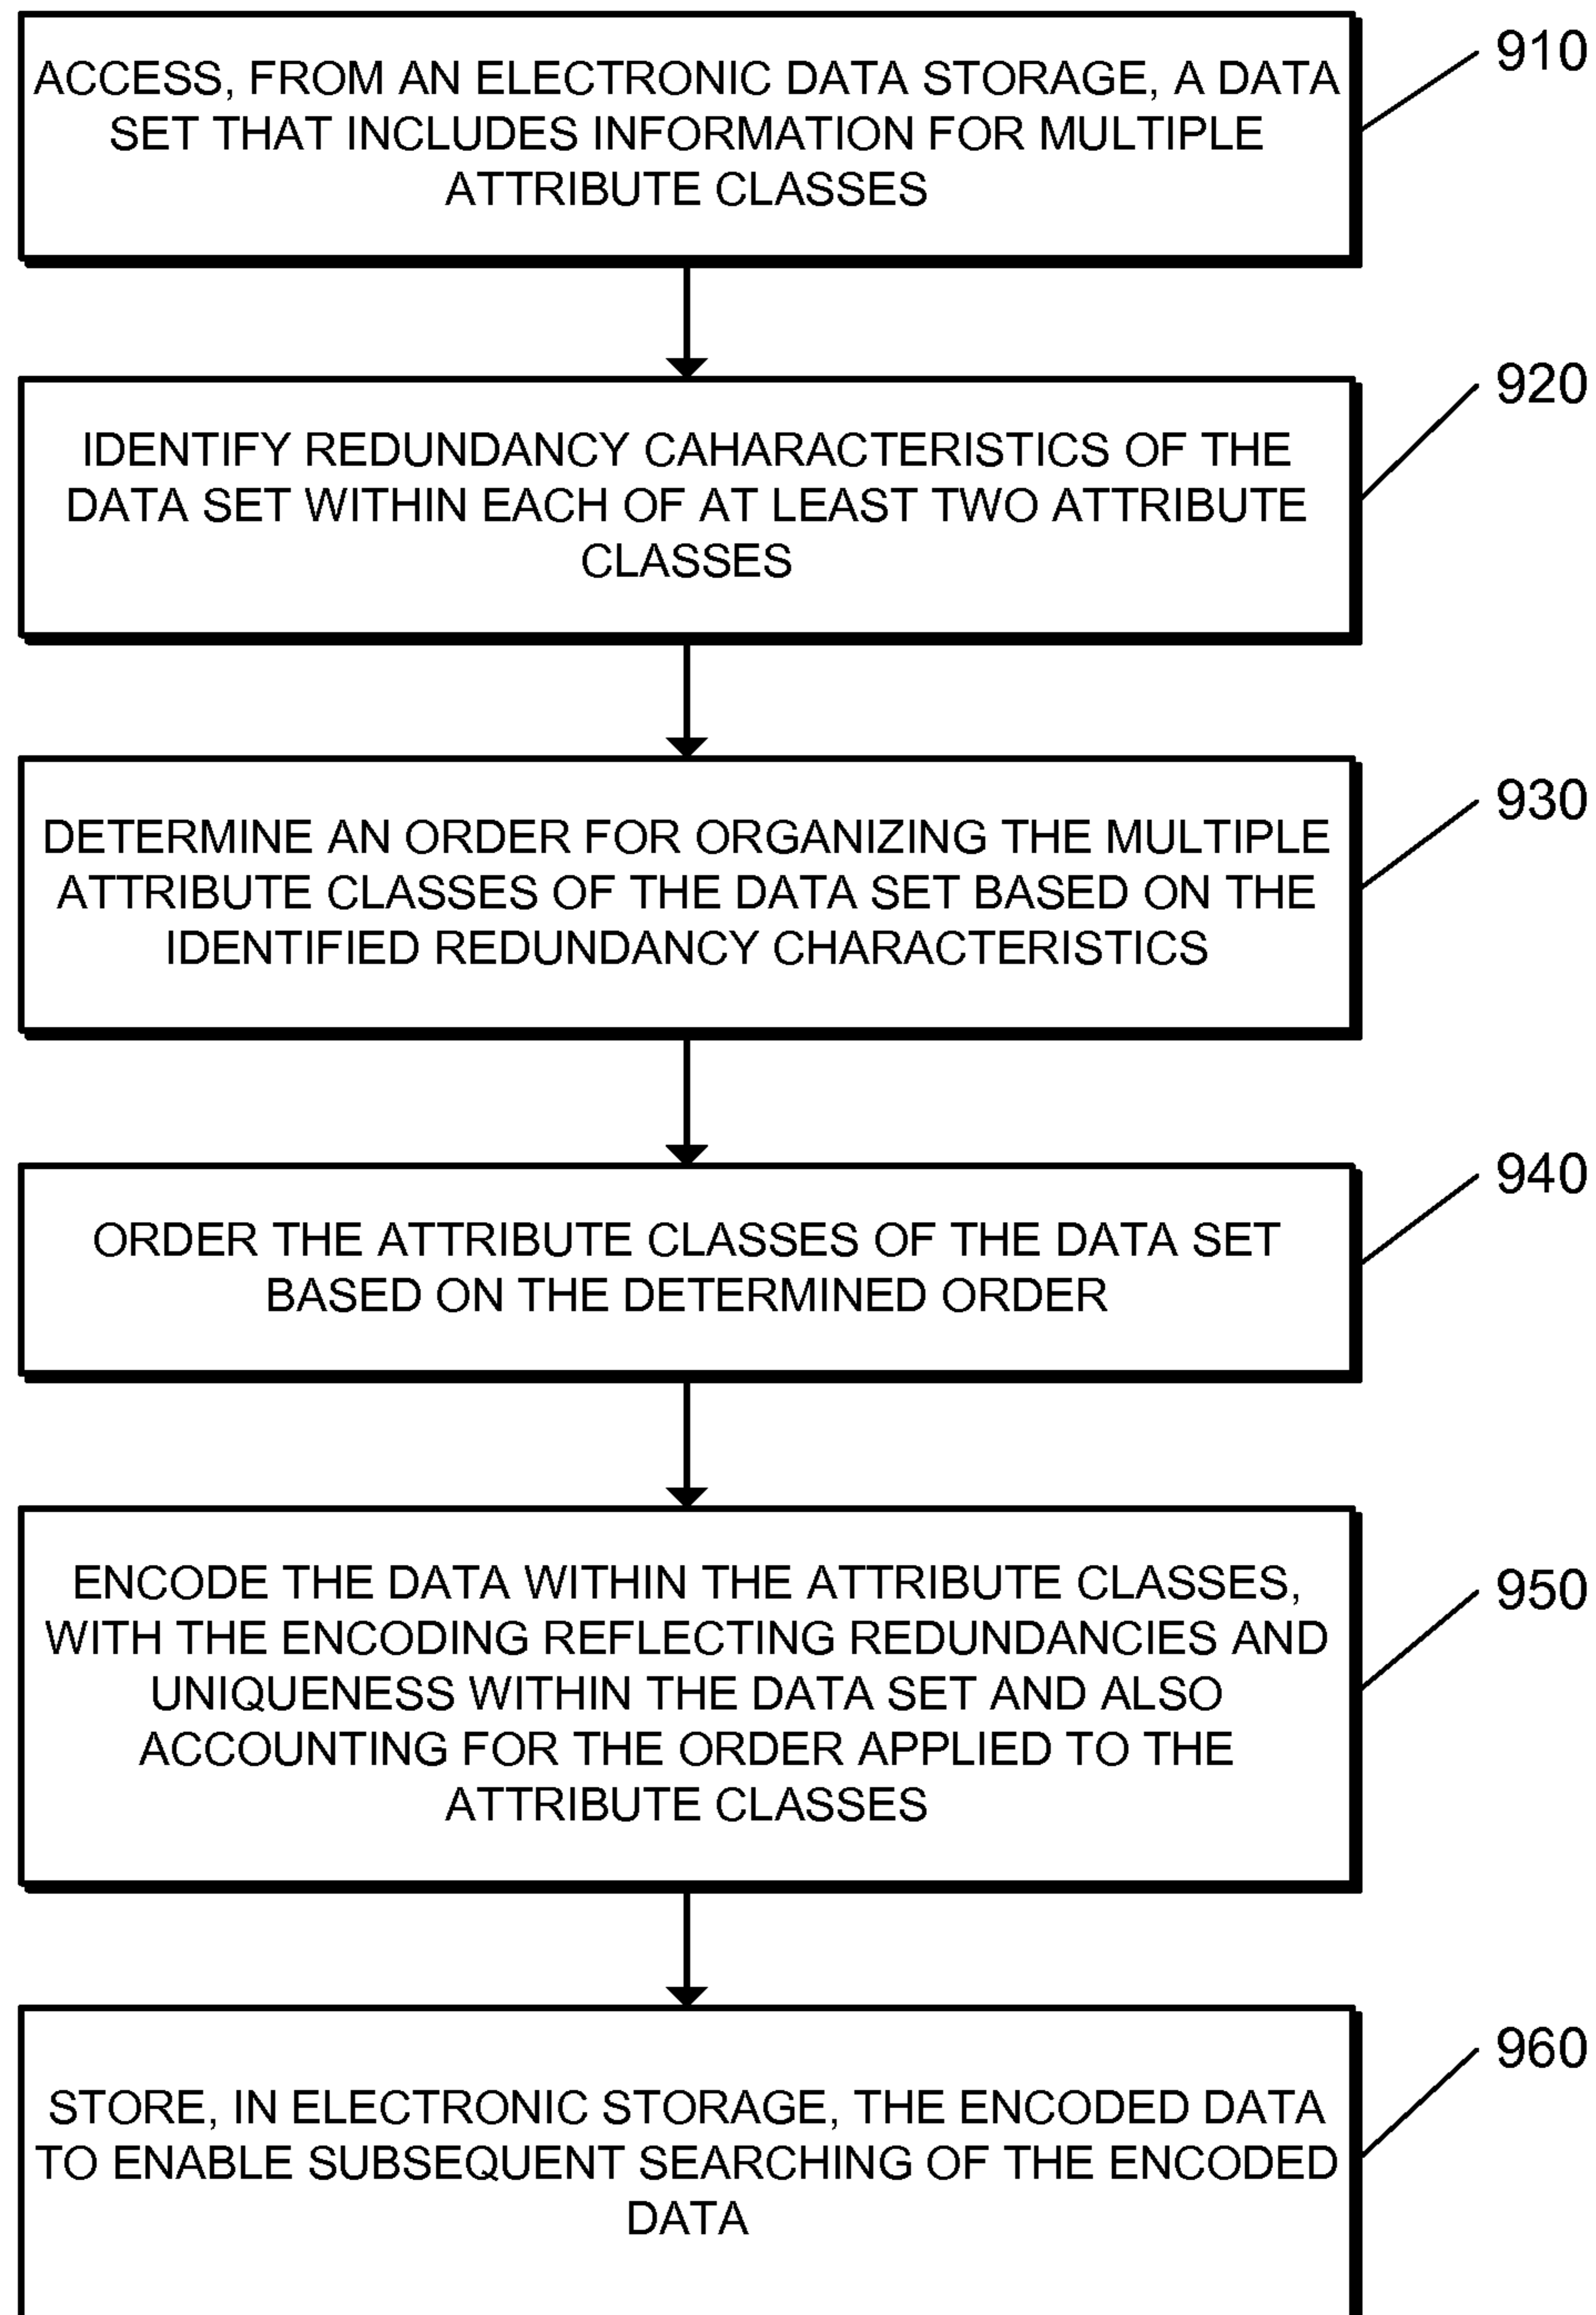 ACCESS, FROM AN ELECTRONIC DATA STORAGE, A DATA
SET THAT INCLUDES INFORMATION FOR MULTIPLE
ATTRIBUTE CLASSES
910
IDENTIFY REDUNDANCY CAHARACTERISTICS OF THE
DATA SET WITHIN EACH OF AT LEAST TWO ATTRIBUTE
CLASSES
920
DETERMINE AN ORDER FOR ORGANIZING THE MULTIPLE
ATTRIBUTE CLASSES OF THE DATA SET BASED ON THE
IDENTIFIED REDUNDANCY CHARACTERISTICS
930
ORDER THE ATTRIBUTE CLASSES OF THE DATA SET
BASED ON THE DETERMINED ORDER
940
ENCODE THE DATA WITHIN THE ATTRIBUTE CLASSES,
WITH THE ENCODING REFLECTING REDUNDANCIES AND
UNIQUENESS WITHIN THE DATA SET AND ALSO
ACCOUNTING FOR THE ORDER APPLIED TO THE
ATTRIBUTE CLASSES
950
STORE, IN ELECTRONIC STORAGE, THE ENCODED DATA
TO ENABLE SUBSEQUENT SEARCHING OF THE ENCODED
DATA
960